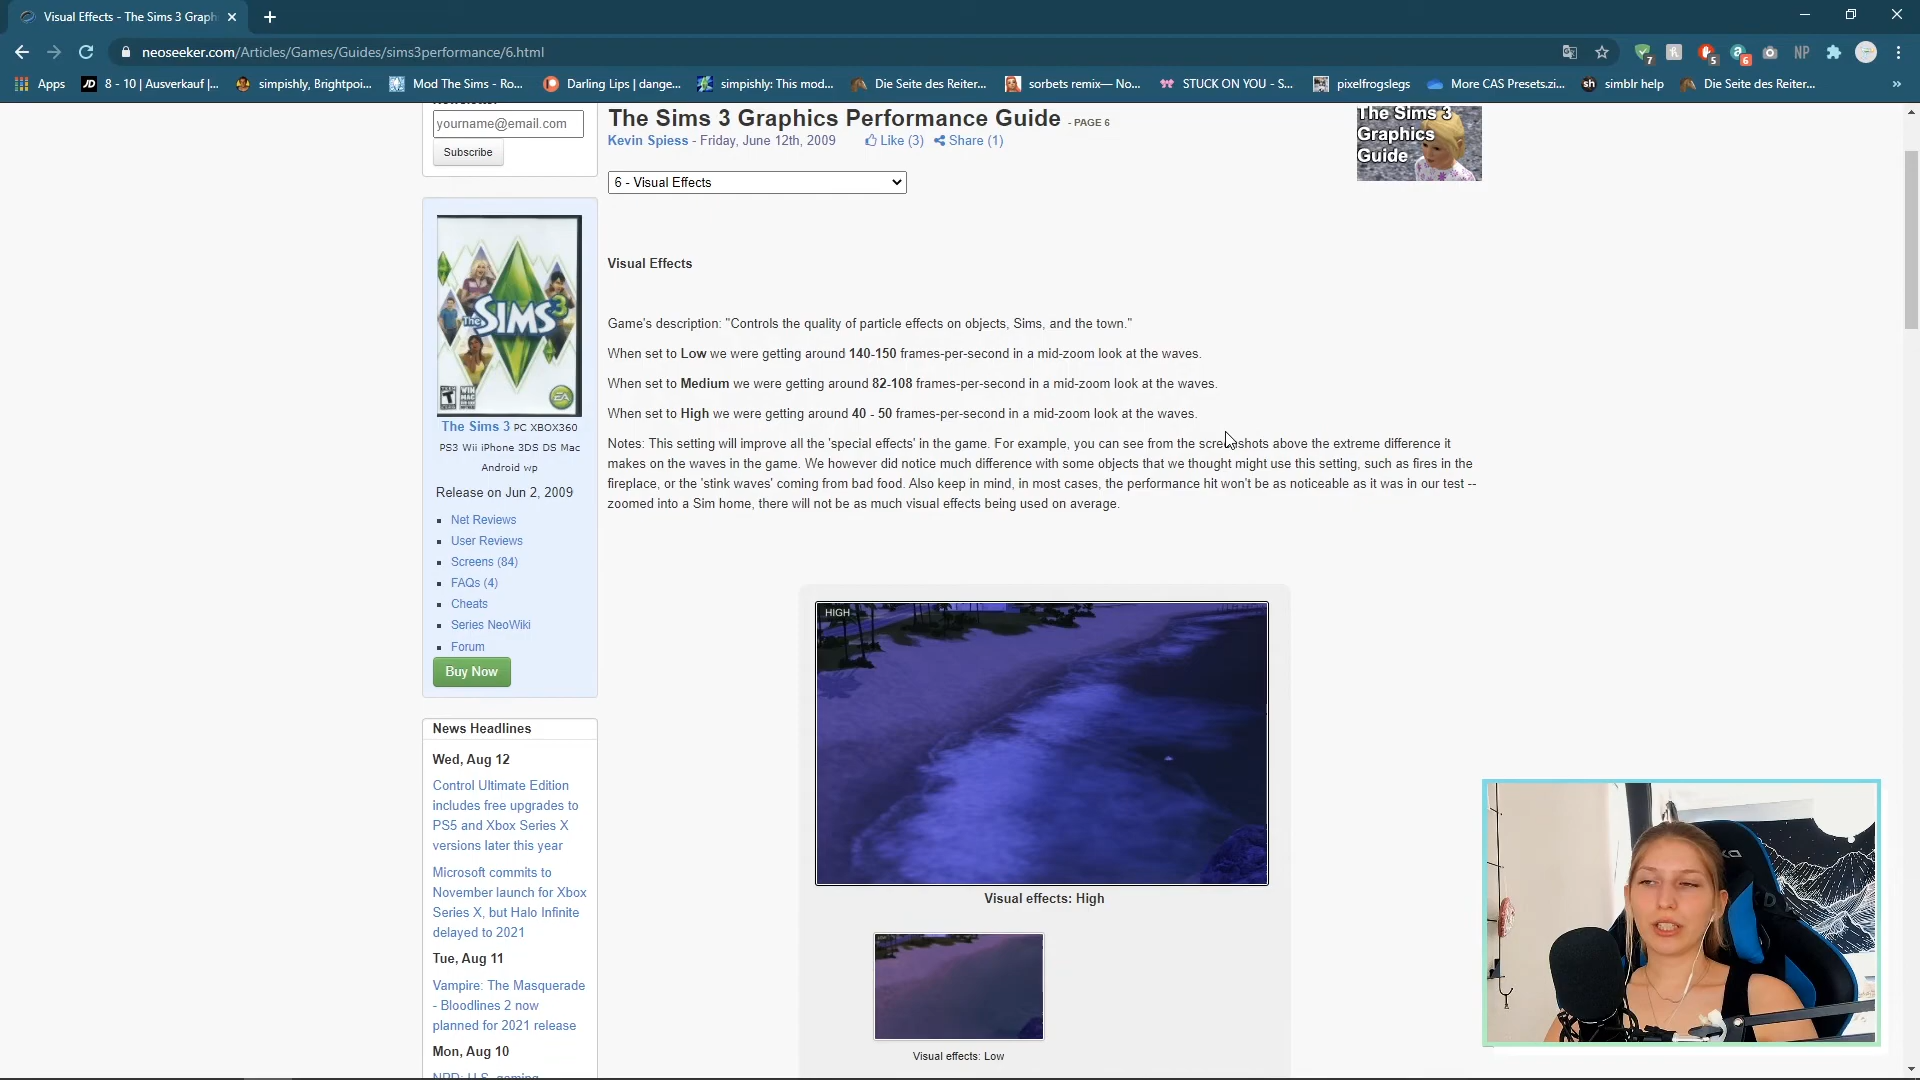 Visual Effects - The Sims 3 Graph
neoseeker.com/Articles/Games/Guides/sims3performance/6.html
7
5
6
NP
Apps
JD
8 - 10 | Ausverkauf |...
simpishly, Brightpoi...
Mod The Sims - Ro...
Darling Lips | dange...
simpishly: This mod...
Die Seite des Reiter...
sorbets remix— No...
STUCK ON YOU - S...
pixelfrogslegs
More CAS Presets.zi...
sh
simblr help
Die Seite des Reiter...
»
Newsletter
yourname@email.com
Subscribe
The Sims 3 Graphics Performance Guide - PAGE 6
Kevin Spiess - Friday, June 12th, 2009 Like (3) Share (1)
6 - Visual Effects
The Sims 3
Graphics
Guide
The SIMS 3
T
WIN
MAC
EA
The Sims 3 PC XBOX360
PS3 Wii iPhone 3DS DS Mac
Android wp
Release on Jun 2, 2009
Net Reviews
User Reviews
Screens (84)
FAQs (4)
Cheats
Series NeoWiki
Forum
Buy Now
Visual Effects
Game's description: "Controls the quality of particle effects on objects, Sims, and the town."
When set to Low we were getting around 140-150 frames-per-second in a mid-zoom look at the waves.
When set to Medium we were getting around 82-108 frames-per-second in a mid-zoom look at the waves.
When set to High we were getting around 40 - 50 frames-per-second in a mid-zoom look at the waves.
Notes: This setting will improve all the 'special effects' in the game. For example, you can see from the screenshots above the extreme difference it
makes on the waves in the game. We however did notice much difference with some objects that we thought might use this setting, such as fires in the
fireplace, or the 'stink waves' coming from bad food. Also keep in mind, in most cases, the performance hit won't be as noticeable as it was in our test --
zoomed into a Sim home, there will not be as much visual effects being used on average.
HIGH
Visual effects: High
Visual effects: Low
News Headlines
Wed, Aug 12
Control Ultimate Edition
includes free upgrades to
PS5 and Xbox Series X
versions later this year
Microsoft commits to
November launch for Xbox
Series X, but Halo Infinite
delayed to 2021
Tue, Aug 11
Vampire: The Masquerade
- Bloodlines 2 now
planned for 2021 release
Mon, Aug 10
NPD: U.S. gaming